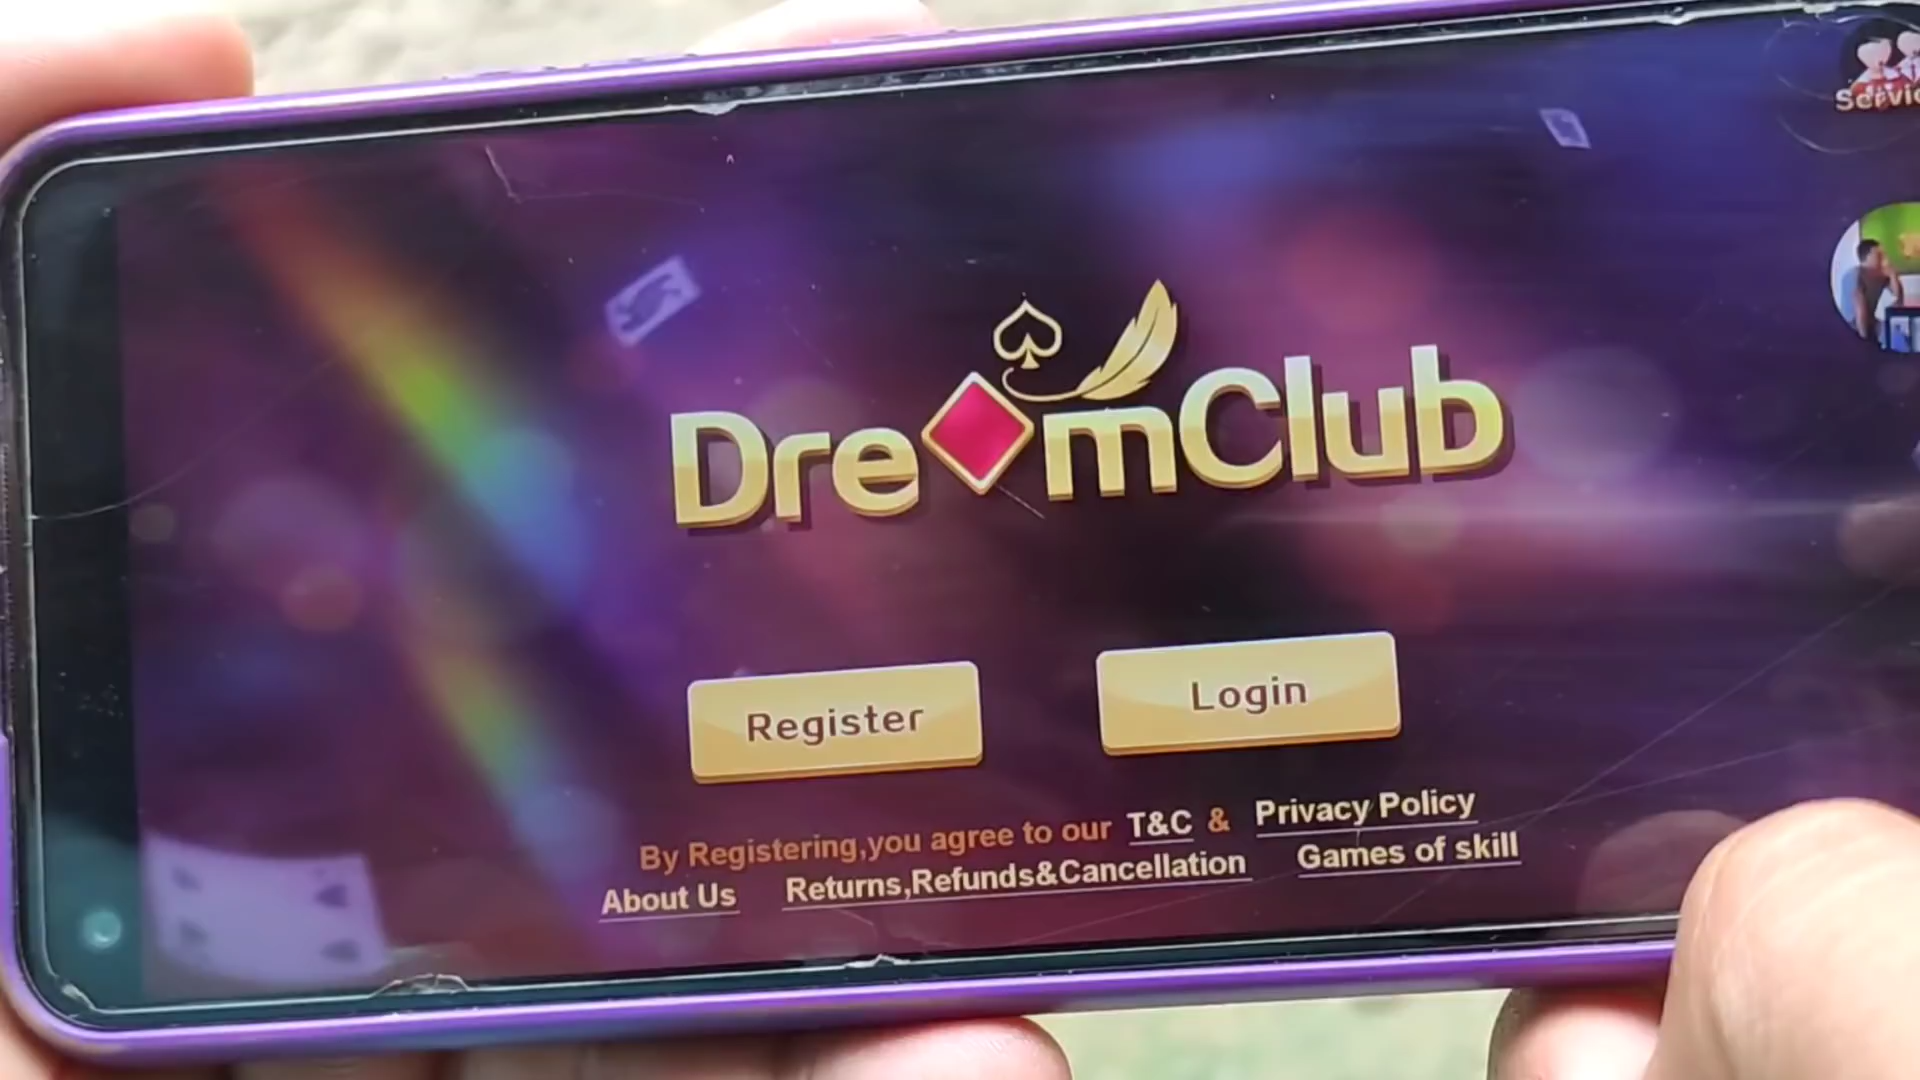 DreamClub
Register
Login
By Registering,you agree to our T&C & Privacy Policy
About Us Returns,Refunds&Cancellation Games of skill